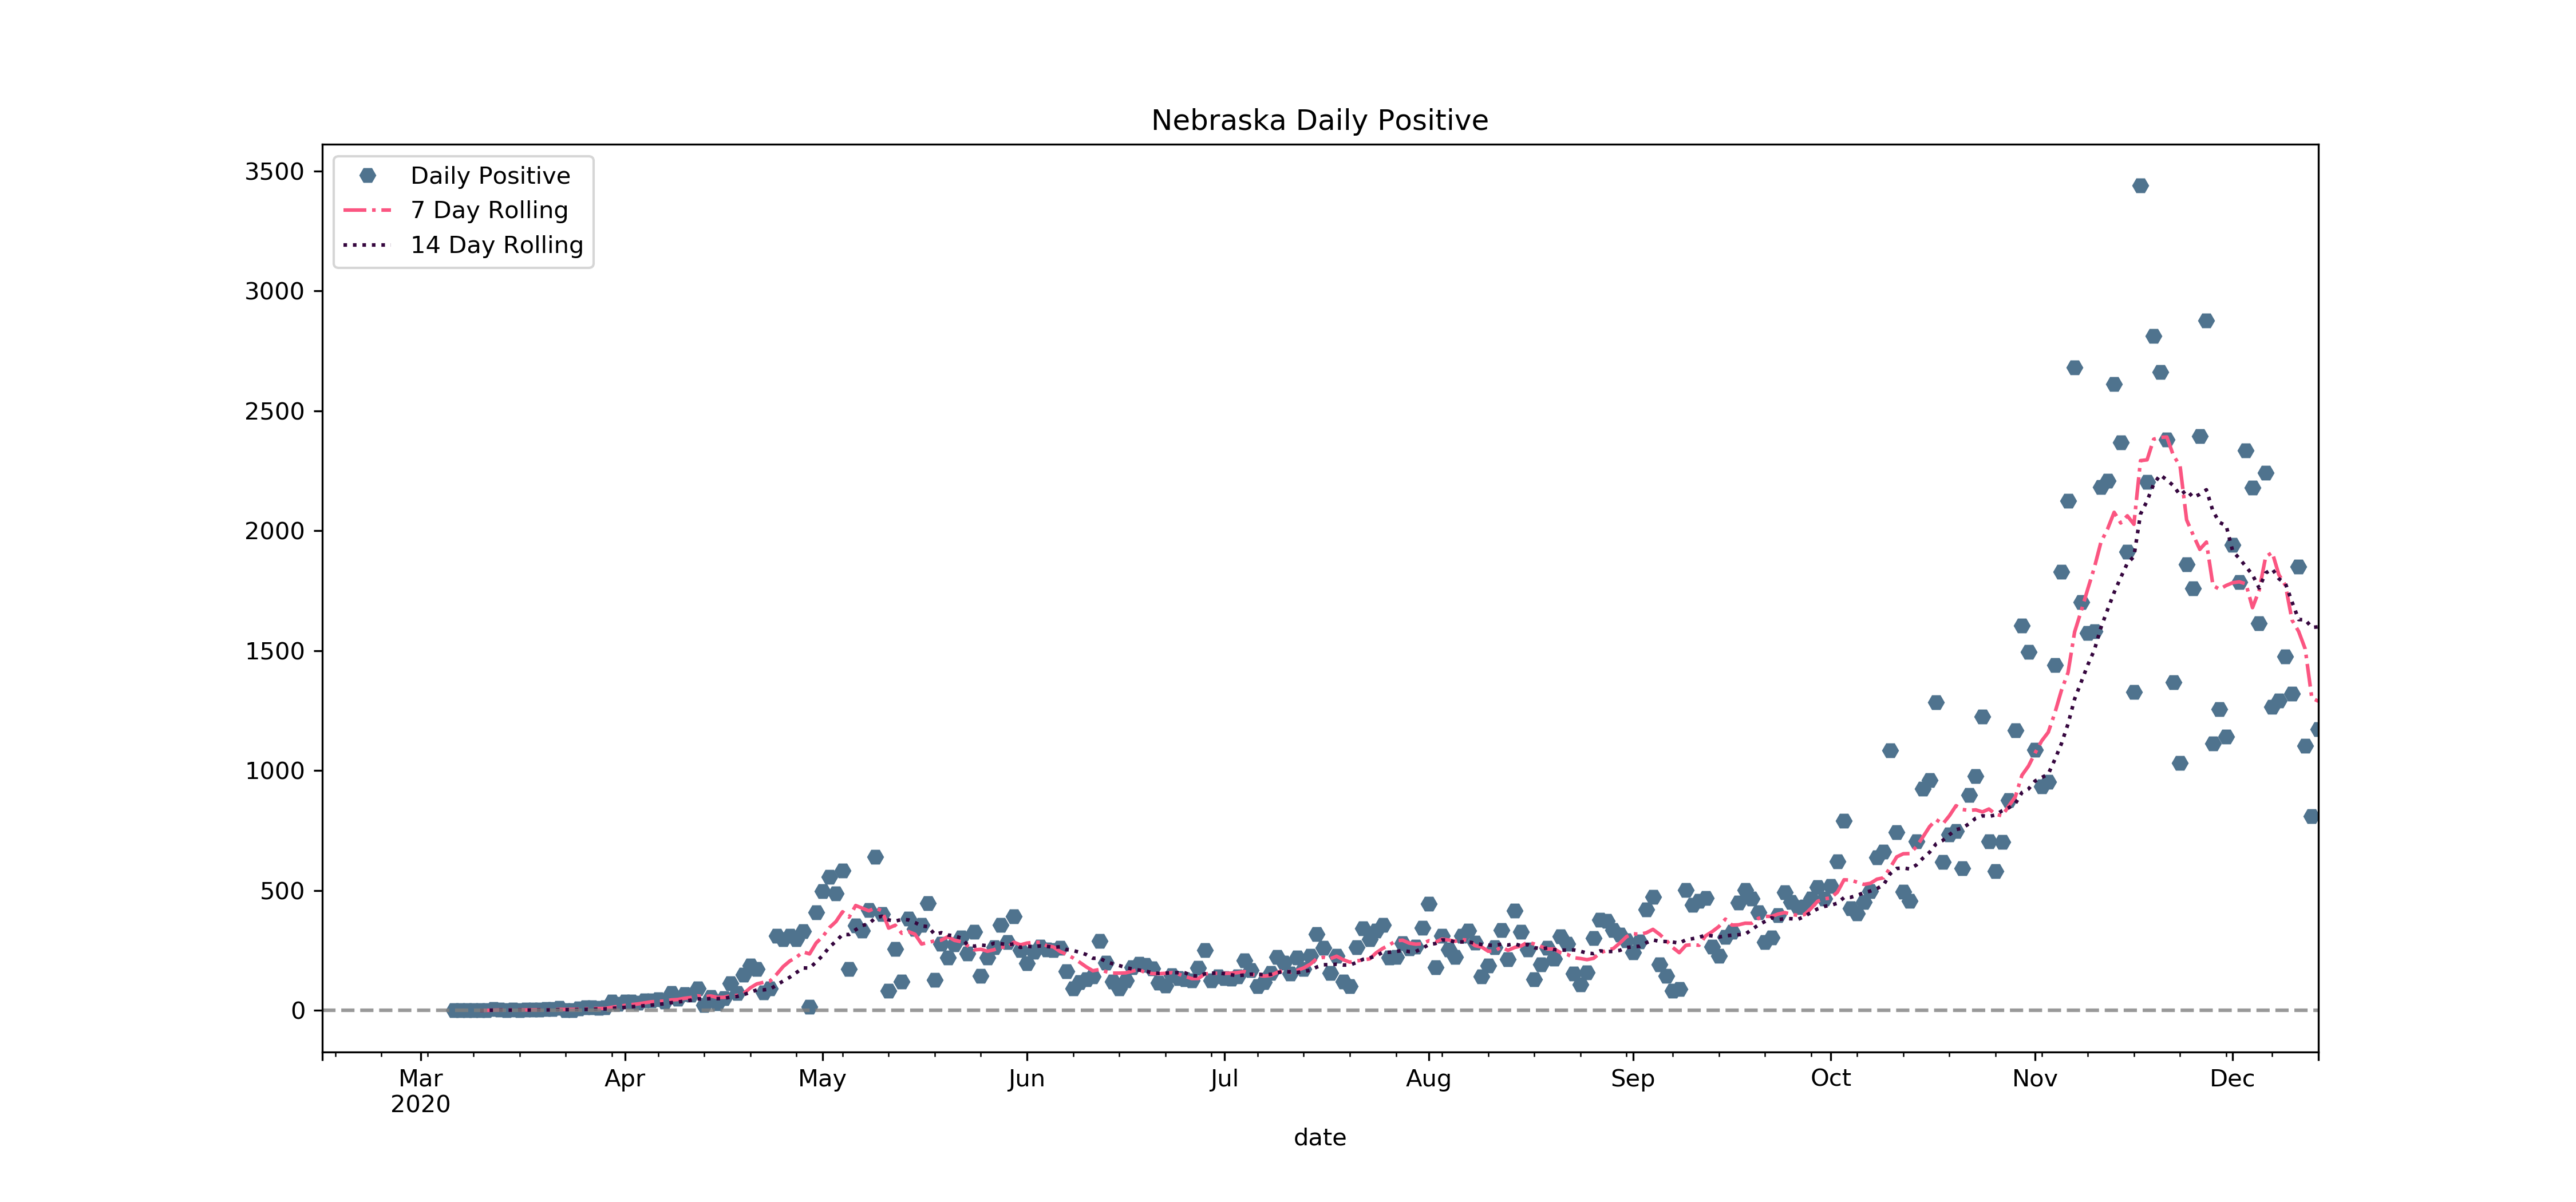 Nebraska Daily Positive
3500
3000
2500
2000
1500
1000
500
0
Daily Positive
7 Day Rolling
14 Day Rolling
Mar
2020
Apr
May
Jun
Jul
Aug
Sep
Oct
Nov
Dec
date